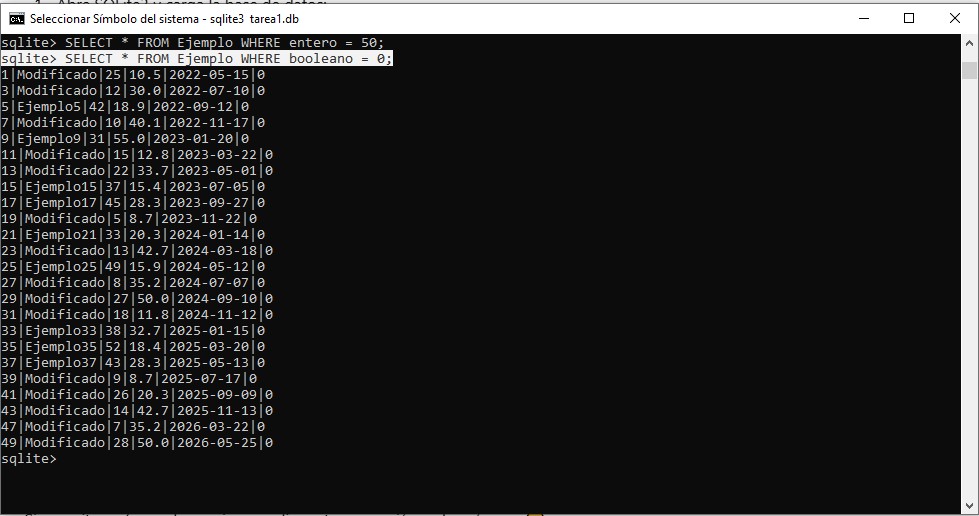 Seleccionar Símbolo del sistema - sqlite3 tarea1.db
sqlite> SELECT * FROM Ejemplo WHERE entero = 50;
sqlite> SELECT * FROM Ejemplo WHERE booleano = 0;
1|Modificado|25|10.5|2022-05-15|0
3|Modificado|12|30.0|2022-07-10|0
5|Ejemplo5|42|18.9|2022-09-12|0
7|Modificado|10|40.1|2022-11-17|0
9|Ejemplo9|31|55.0|2023-01-20|0
11|Modificado|15|12.8|2023-03-22|0
13|Modificado|22|33.7|2023-05-01|0
15|Ejemplo15|37|15.4|2023-07-05|0
17|Ejemplo17|45|28.3|2023-09-27|0
19|Modificado|5|8.7|2023-11-22|0
21|Ejemplo21|33|20.3|2024-01-14|0
23|Modificado|13|42.7|2024-03-18|0
25|Ejemplo25|49|15.9|2024-05-12|0
27|Modificado|8|35.2|2024-07-07|0
29|Modificado|27|50.0|2024-09-10|0
31|Modificado|18|11.8|2024-11-12|0
33|Ejemplo33|38|32.7|2025-01-15|0
35|Ejemplo35|52|18.4|2025-03-20|0
37|Ejemplo37|43|28.3|2025-05-13|0
39|Modificado|9|8.7|2025-07-17|0
41|Modificado|26|20.3|2025-09-09|0
43|Modificado|14|42.7|2025-11-13|0
47|Modificado|7|35.2|2026-03-22|0
49|Modificado|28|50.0|2026-05-25|0
sqlite>